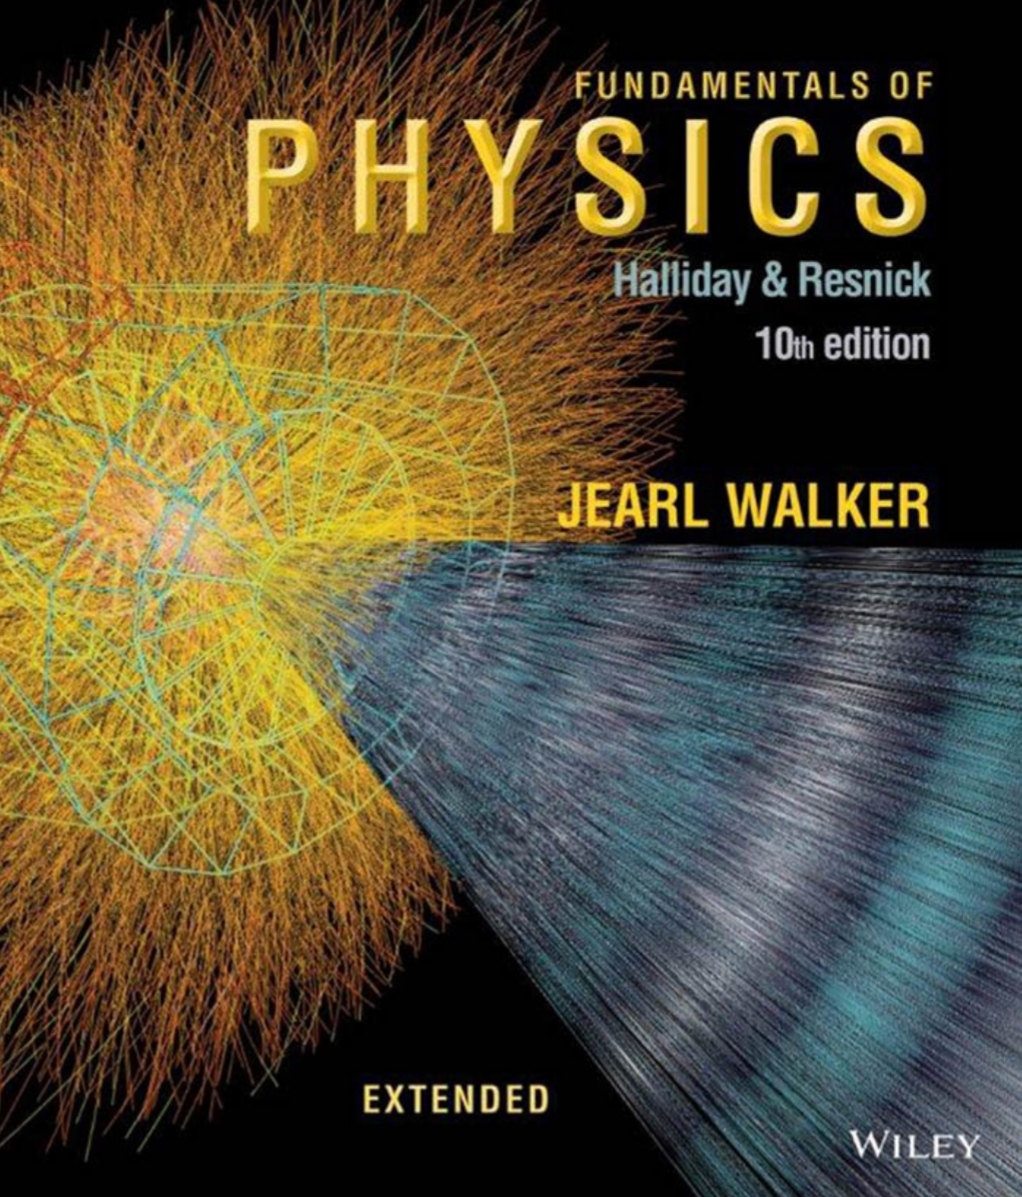 FUNDAMENTALS OF
PHYSICS
Halliday & Resnick
10th edition
JEARL WALKER
EXTENDED
WILEY